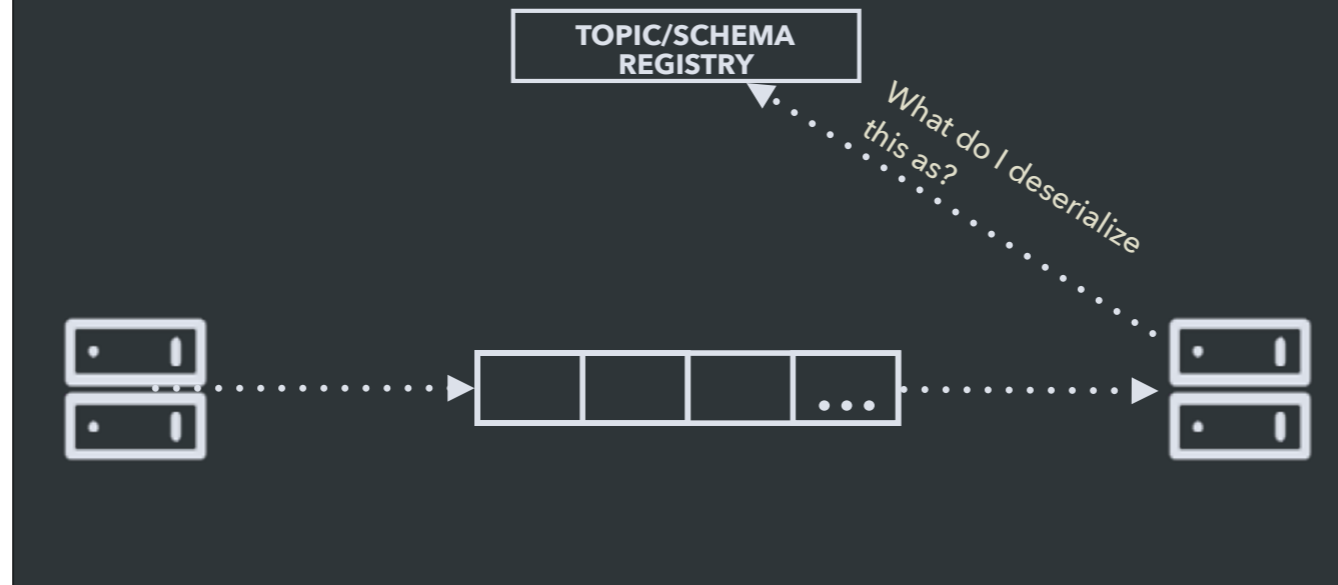 TOPIC/SCHEMA
REGISTRY
What do I deserialize
this as?
...